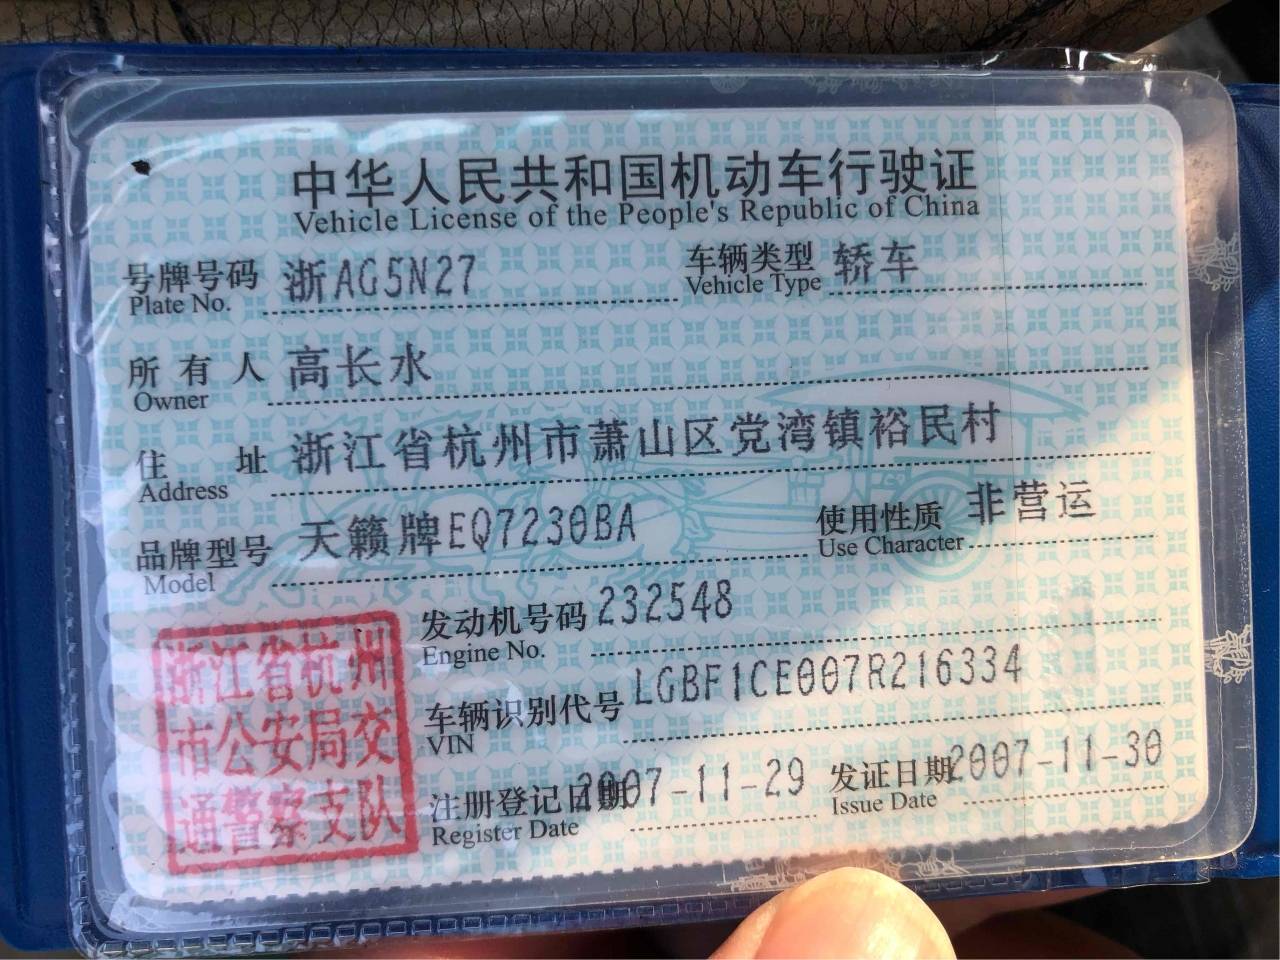 中华人民共和国机动车行驶证
Vehicle License of the People's Republic of China
号牌号码 浙AG5N27 车辆类型 轿车
Plate No. Vehicle Type
所有人 高长水
Owner
住址 浙江省杭州市萧山区党湾镇裕民村
Address
品牌型号 天籁牌EQ7230BA 使用性质 非营运
Model Use Character
发动机号码 232548
Engine No.
车辆识别代号 LGBF1CE007R216334
VIN
注册登记日期 2007-11-29 发证日期 2007-11-30
Register Date Issue Date
浙江省杭州
市公安局交
通警察支队